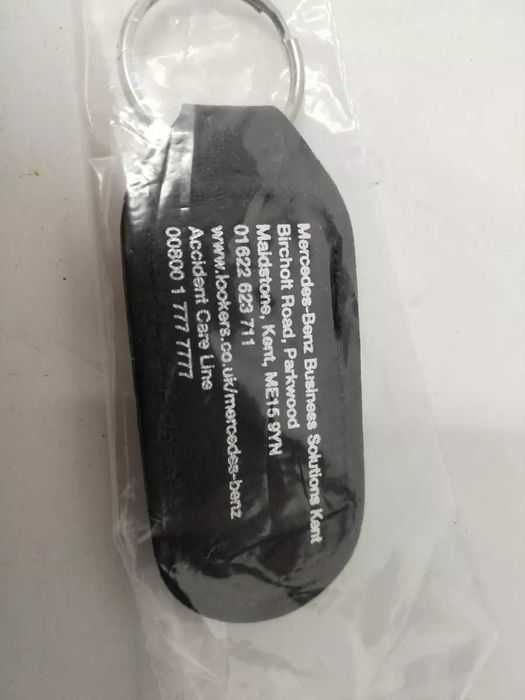 Mercedes-Benz Business Solutions Kent
Bircholt Road, Parkwood
Maidstone, Kent, ME15 9YN
01622 623 711
www.lookers.co.uk/mercedes-benz
Accident Care Line
00800 1 777 7777